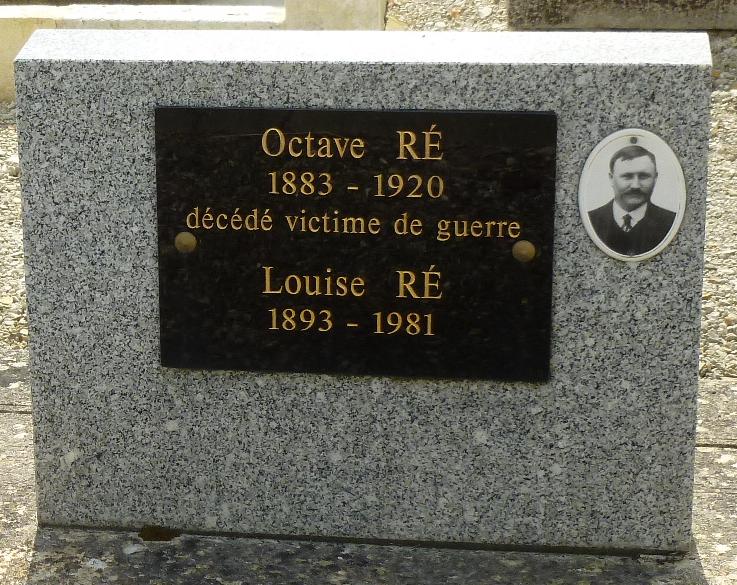 Octave RÉ
1883 - 1920
décédé victime de guerre
Louise RÉ
1893 - 1981